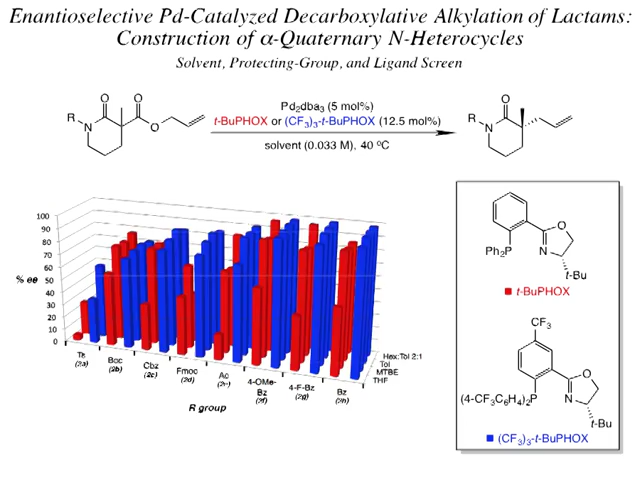 Enantioselective Pd-Catalyzed Decarboxylative Alkylation of Lactams:
Construction of α-Quaternary N-Heterocycles
Solvent, Protecting-Group, and Ligand Screen
R
N
O
O
O
Pd2dba3 (5 mol%)
t-BuPHOX or (CF3)3-t-BuPHOX (12.5 mol%)
solvent (0.033 M), 40 ºC
R
N
O
100
90
80
70
60
50
40
30
20
10
0
% ee
Ts
(2a)
Boc
(2b)
Cbz
(2c)
Fmoc
(2d)
Ac
4-OMe-
Bz
(2f)
4-F-Bz
(2g)
Bz
(2h)
Hex:Tol 2:1
Tol
MTBE
THF
R group
O
Ph2P
N
t-Bu
t-BuPHOX
CF3
O
(4-CF3C6H4)2P
N
t-Bu
(CF3)3-t-BuPHOX